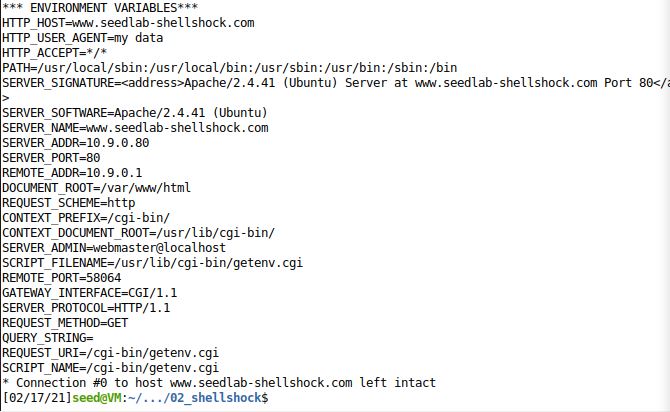 *** ENVIRONMENT VARIABLES***
HTTP_HOST=www.seedlab-shellshock.com
HTTP_USER_AGENT=my data
HTTP_ACCEPT=*/*
PATH=/usr/local/sbin:/usr/local/bin:/usr/sbin:/usr/bin:/sbin:/bin
SERVER_SIGNATURE=<address>Apache/2.4.41 (Ubuntu) Server at www.seedlab-shellshock.com Port 80</a
>
SERVER_SOFTWARE=Apache/2.4.41 (Ubuntu)
SERVER_NAME=www.seedlab-shellshock.com
SERVER_ADDR=10.9.0.80
SERVER_PORT=80
REMOTE_ADDR=10.9.0.1
DOCUMENT_ROOT=/var/www/html
REQUEST_SCHEME=http
CONTEXT_PREFIX=/cgi-bin/
CONTEXT_DOCUMENT_ROOT=/usr/lib/cgi-bin/
SERVER_ADMIN=webmaster@localhost
SCRIPT_FILENAME=/usr/lib/cgi-bin/getenv.cgi
REMOTE_PORT=58064
GATEWAY_INTERFACE=CGI/1.1
SERVER_PROTOCOL=HTTP/1.1
REQUEST_METHOD=GET
QUERY_STRING=
REQUEST_URI=/cgi-bin/getenv.cgi
SCRIPT_NAME=/cgi-bin/getenv.cgi
* Connection #0 to host www.seedlab-shellshock.com left intact
[02/17/21]seed@VM:~/.../02_shellshock$